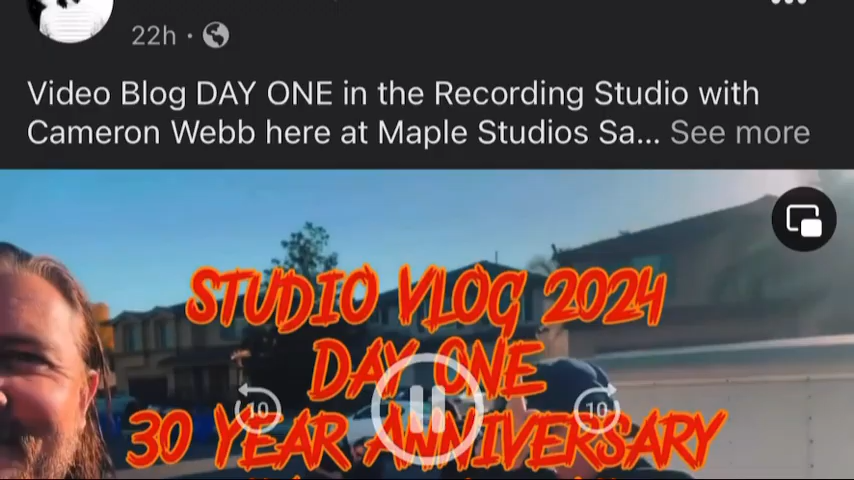 22h ·
Video Blog DAY ONE in the Recording Studio with
Cameron Webb here at Maple Studios Sa... See more
STUDIO VLOG 2024
DAY ONE
10
10
30 YEAR ANNIVERSARY